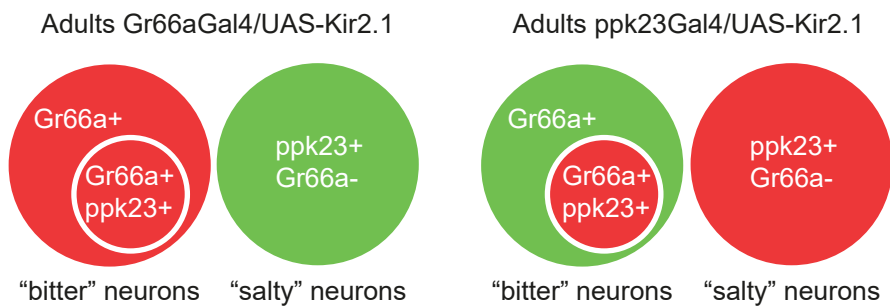 Adults Gr66aGal4/UAS-Kir2.1
Gr66a+
Gr66a+
ppk23+
ppk23+
Gr66a-
“bitter” neurons
“salty” neurons
Adults ppk23Gal4/UAS-Kir2.1
Gr66a+
Gr66a+
ppk23+
ppk23+
Gr66a-
“bitter” neurons
“salty” neurons